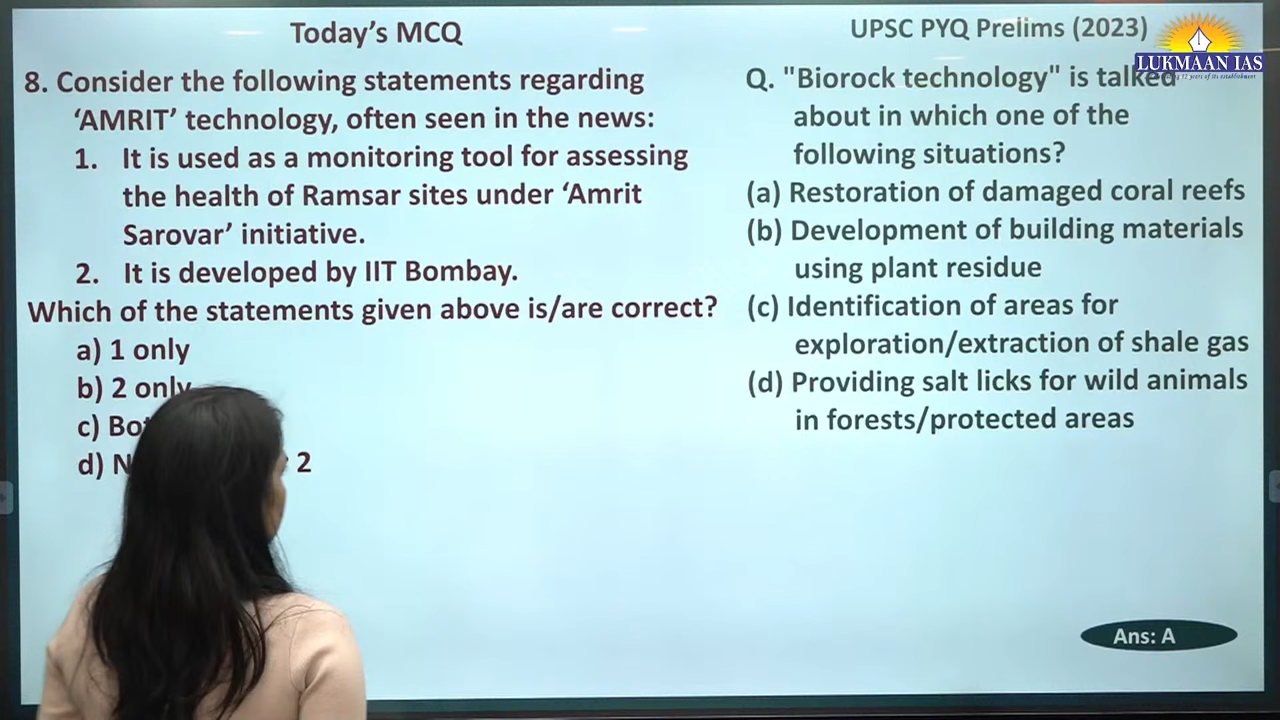 Today's MCQ
8. Consider the following statements regarding
'AMRIT' technology, often seen in the news:
1. It is used as a monitoring tool for assessing
the health of Ramsar sites under 'Amrit
Sarovar' initiative.
2. It is developed by IIT Bombay.
Which of the statements given above is/are correct?
a) 1 only
b) 2 only
c) Bo
d) N 2
UPSC PYQ Prelims (2023)
LUKMAAN IAS
12 years of its establishment
Q. "Biorock technology" is talked
about in which one of the
following situations?
(a) Restoration of damaged coral reefs
(b) Development of building materials
using plant residue
(c) Identification of areas for
exploration/extraction of shale gas
(d) Providing salt licks for wild animals
in forests/protected areas
Ans: A